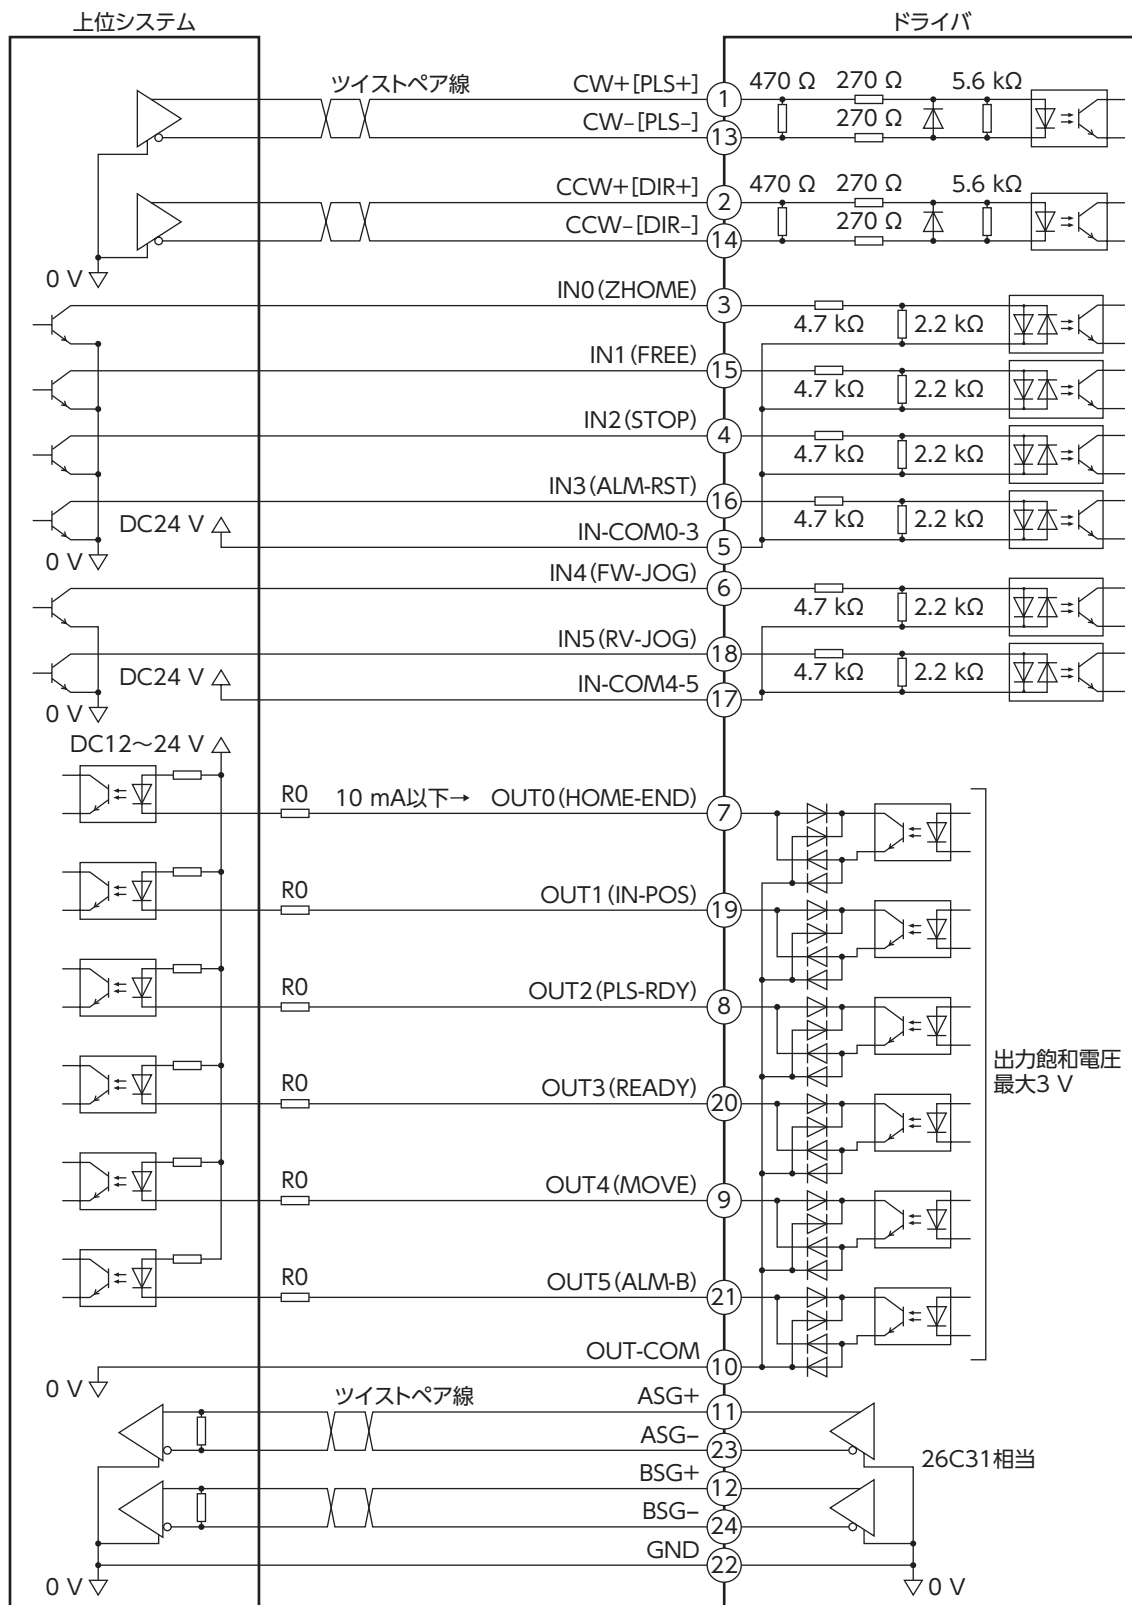 上位システム
ドライバ
ツイストペア線
CW+[PLS+]
1
470 Ω
270 Ω
5.6 kΩ
CW−[PLS−]
13
270 Ω
CCW+[DIR+]
2
470 Ω
270 Ω
5.6 kΩ
CCW−[DIR−]
14
270 Ω
0 V
IN0(ZHOME)
3
4.7 kΩ
2.2 kΩ
IN1(FREE)
15
4.7 kΩ
2.2 kΩ
IN2(STOP)
4
4.7 kΩ
2.2 kΩ
IN3(ALM-RST)
16
4.7 kΩ
2.2 kΩ
DC24 V
IN-COM0-3
5
0 V
IN4(FW-JOG)
6
4.7 kΩ
2.2 kΩ
IN5(RV-JOG)
18
4.7 kΩ
2.2 kΩ
DC24 V
IN-COM4-5
17
0 V
DC12～24 V
R0
10 mA以下→
OUT0(HOME-END)
7
R0
OUT1(IN-POS)
19
R0
OUT2(PLS-RDY)
8
出力飽和電圧
最大3 V
R0
OUT3(READY)
20
R0
OUT4(MOVE)
9
R0
OUT5(ALM-B)
21
OUT-COM
10
0 V
ツイストペア線
ASG+
11
ASG−
23
26C31相当
BSG+
12
BSG−
24
GND
22
0 V
0 V